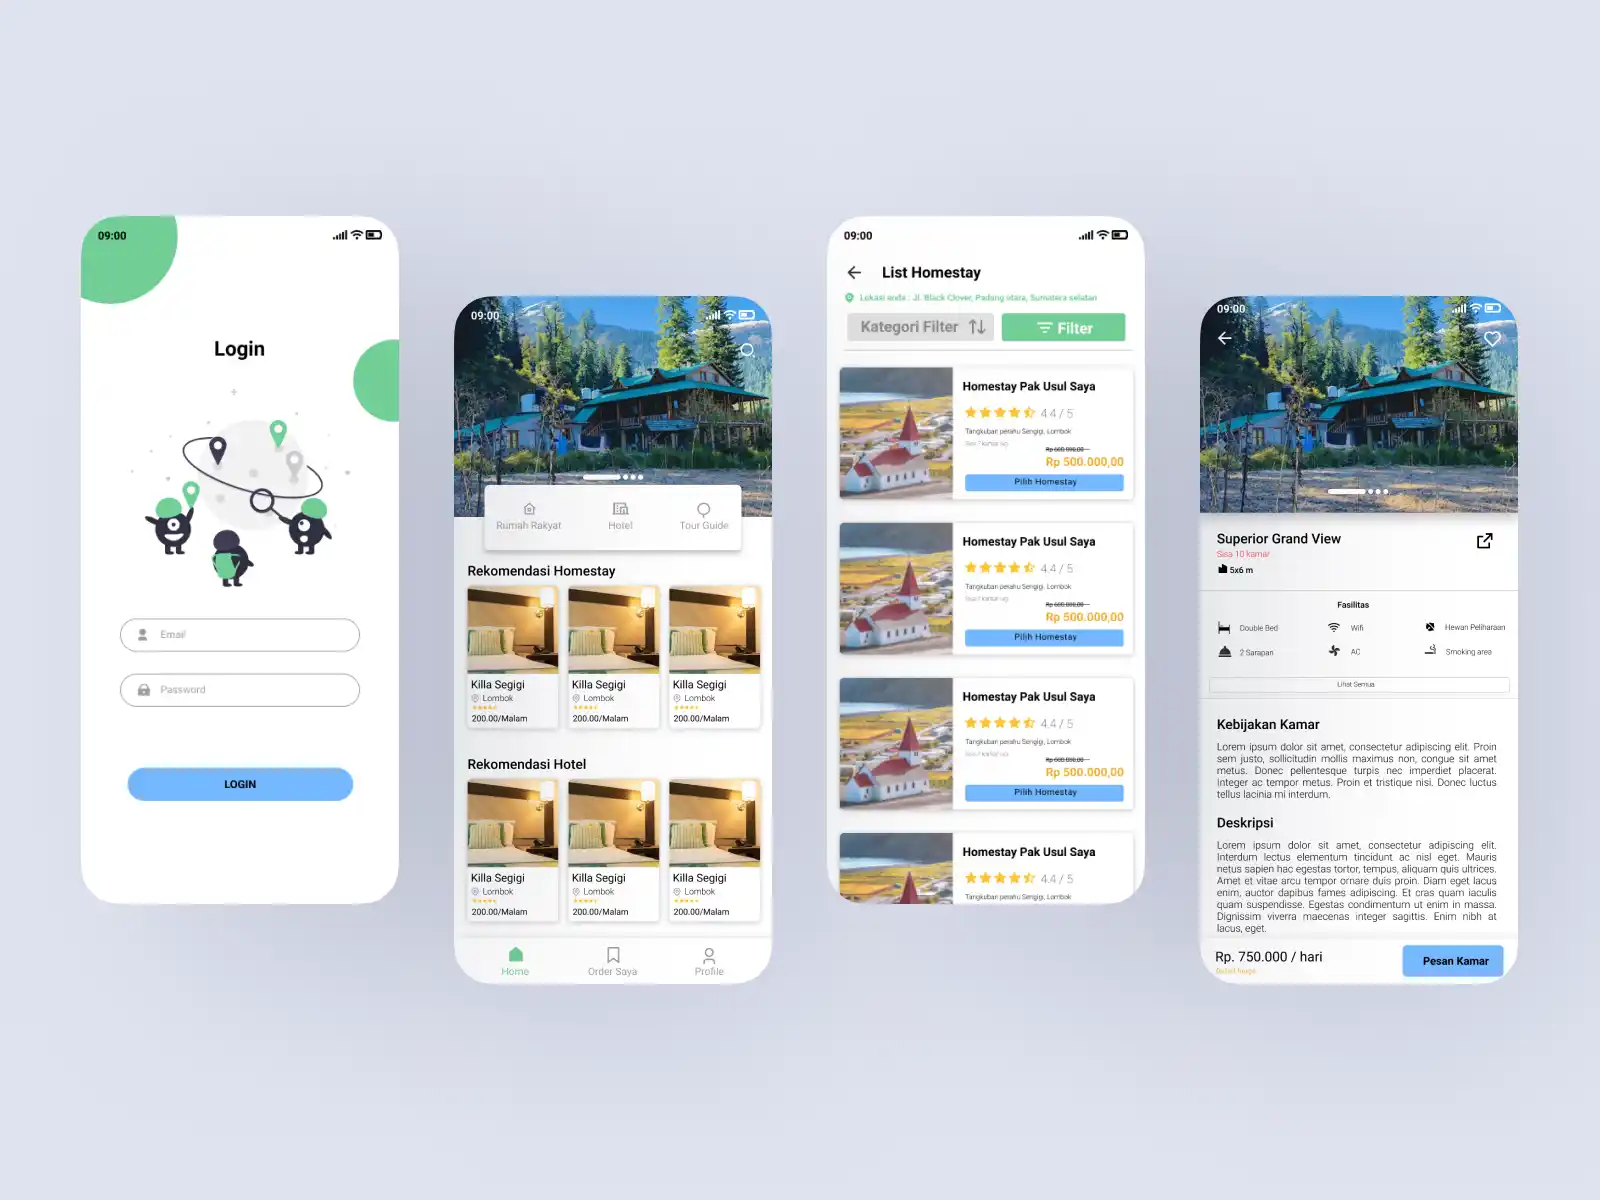 09:00
Login
Email
Password
LOGIN
09:00
Rumah Rakyat
Hotel
Tour Guide
Rekomendasi Homestay
Killa Segigi
Lombok
200.00/Malam
Killa Segigi
Lombok
200.00/Malam
Killa Segigi
Lombok
200.00/Malam
Rekomendasi Hotel
Killa Segigi
Lombok
200.00/Malam
Killa Segigi
Lombok
200.00/Malam
Killa Segigi
Lombok
200.00/Malam
Home
Order Saya
Profile
09:00
List Homestay
Lokasi anda : Jl. Black Clover, Padang utara, Sumatera selatan
Kategori Filter
Filter
Homestay Pak Usul Saya
4.4 / 5
Tangkuban perahu Sengigi, Lombok
Rp 600.000,00
Rp 500.000,00
Pilih Homestay
Homestay Pak Usul Saya
4.4 / 5
Tangkuban perahu Sengigi, Lombok
Rp 600.000,00
Rp 500.000,00
Pilih Homestay
Homestay Pak Usul Saya
4.4 / 5
Tangkuban perahu Sengigi, Lombok
Rp 600.000,00
Rp 500.000,00
Pilih Homestay
Homestay Pak Usul Saya
4.4 / 5
Tangkuban perahu Sengigi, Lombok
09:00
Superior Grand View
Sisa 10 kamar
5x6 m
Fasilitas
Double Bed
Wifi
Hewan Peliharaan
2 Sarapan
AC
Smoking area
Lihat Semua
Kebijakan Kamar
Lorem ipsum dolor sit amet, consectetur adipiscing elit. Proin
sem justo, sollicitudin mollis maximus non, congue sit amet
metus. Donec pellentesque turpis nec imperdiet placerat.
Integer ac tempor metus. Proin et tristique nisi. Donec luctus
tellus lacinia mi interdum.
Deskripsi
Lorem ipsum dolor sit amet, consectetur adipiscing elit.
Interdum lectus elementum tincidunt ac nisl eget. Mauris
netus sapien hac egestas tortor, tempus, aliquam quis ultrices.
Amet et vitae arcu tempor ornare duis proin. Diam eget lacus
enim, auctor dapibus fames adipiscing. Et cras quam iaculis
quam suspendisse. Egestas condimentum ut enim in massa.
Dignissim viverra maecenas integer sagittis. Enim nibh at
lacus, eget.
Rp. 750.000 / hari
Pesan Kamar